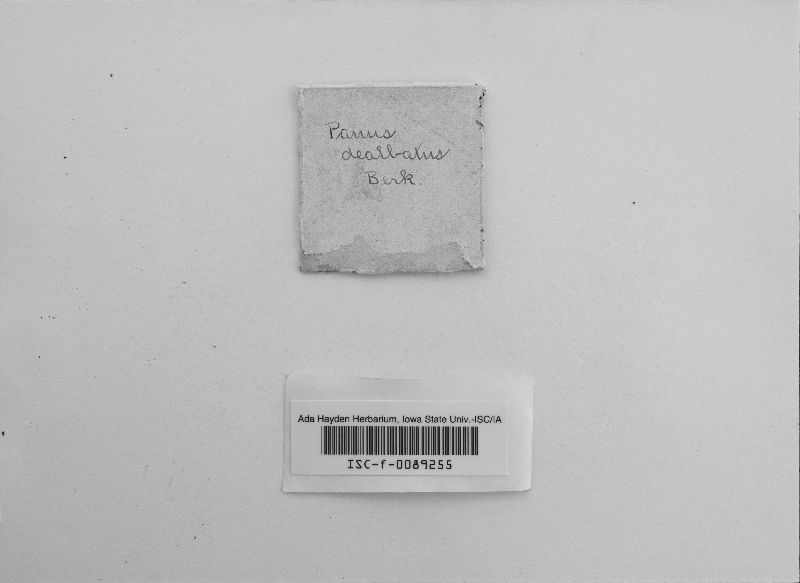 Panus
dealbatus
Berk.
Ada Hayden Herbarium, Iowa State Univ.-ISC/IA
ISC-f-0089255